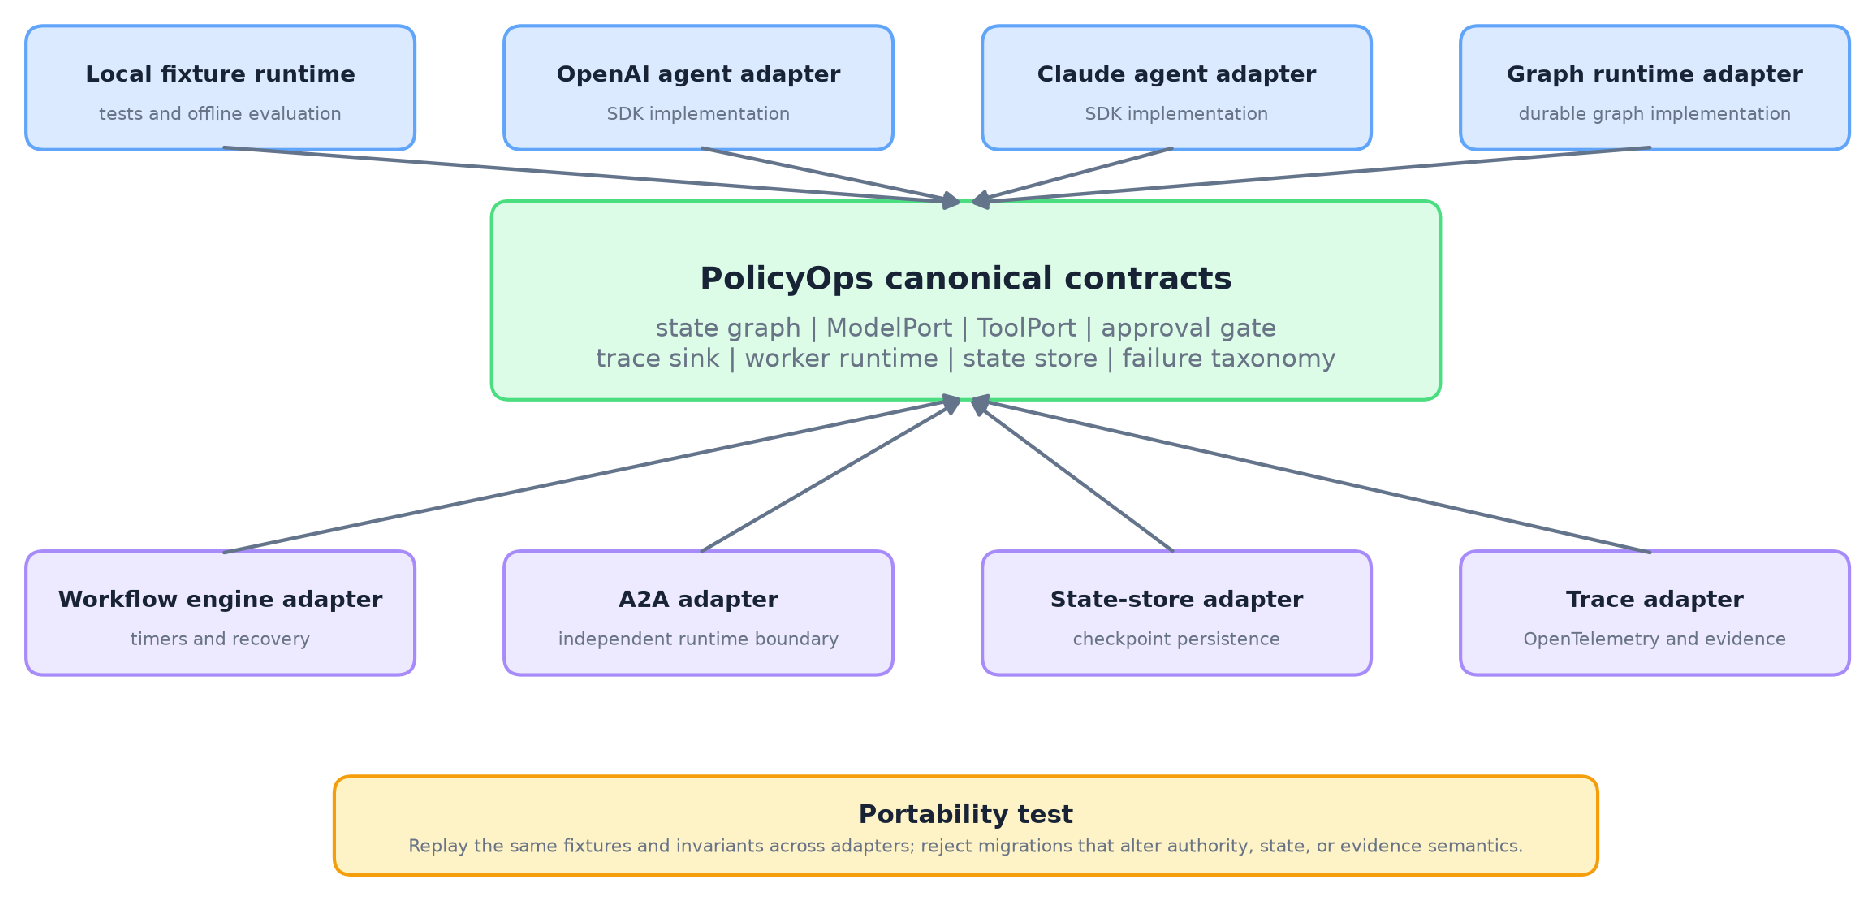 Local fixture runtime
tests and offline evaluation
OpenAI agent adapter
SDK implementation
Claude agent adapter
SDK implementation
Graph runtime adapter
durable graph implementation
PolicyOps canonical contracts
state graph | ModelPort | ToolPort | approval gate
trace sink | worker runtime | state store | failure taxonomy
Workflow engine adapter
timers and recovery
A2A adapter
independent runtime boundary
State-store adapter
checkpoint persistence
Trace adapter
OpenTelemetry and evidence
Portability test
Replay the same fixtures and invariants across adapters; reject migrations that alter authority, state, or evidence semantics.